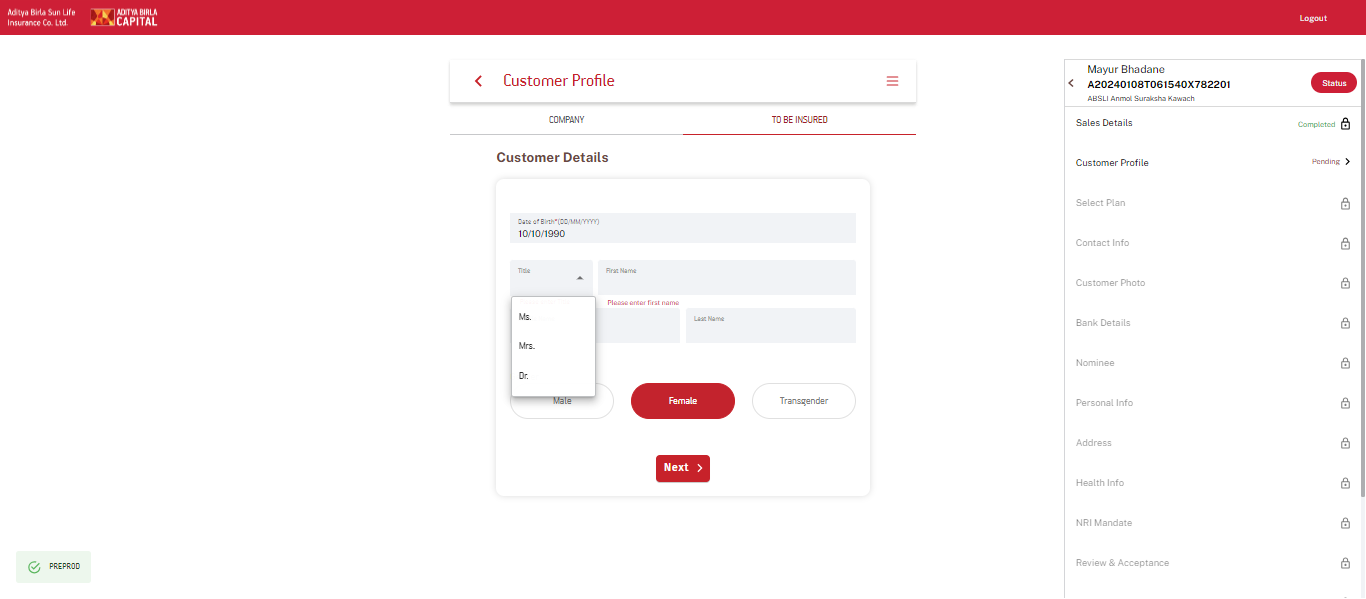 Aditya Birla Sun Life
Insurance Co. Ltd.
ADITYA BIRLA
CAPITAL
Logout
Customer Profile
COMPANY
TO BE INSURED
Customer Details
Date of Birth*(DD/MM/YYYY)
10/10/1990
Title
First Name
Please enter first name
Ms.
Last Name
Mrs.
Dr.
Male
Female
Transgender
Next
PREPROD
Mayur Bhadane
A20240108T061540X782201
ABSLI Anmol Suraksha Kawach
Status
Sales Details
Completed
Customer Profile
Pending
Select Plan
Contact Info
Customer Photo
Bank Details
Nominee
Personal Info
Address
Health Info
NRI Mandate
Review & Acceptance